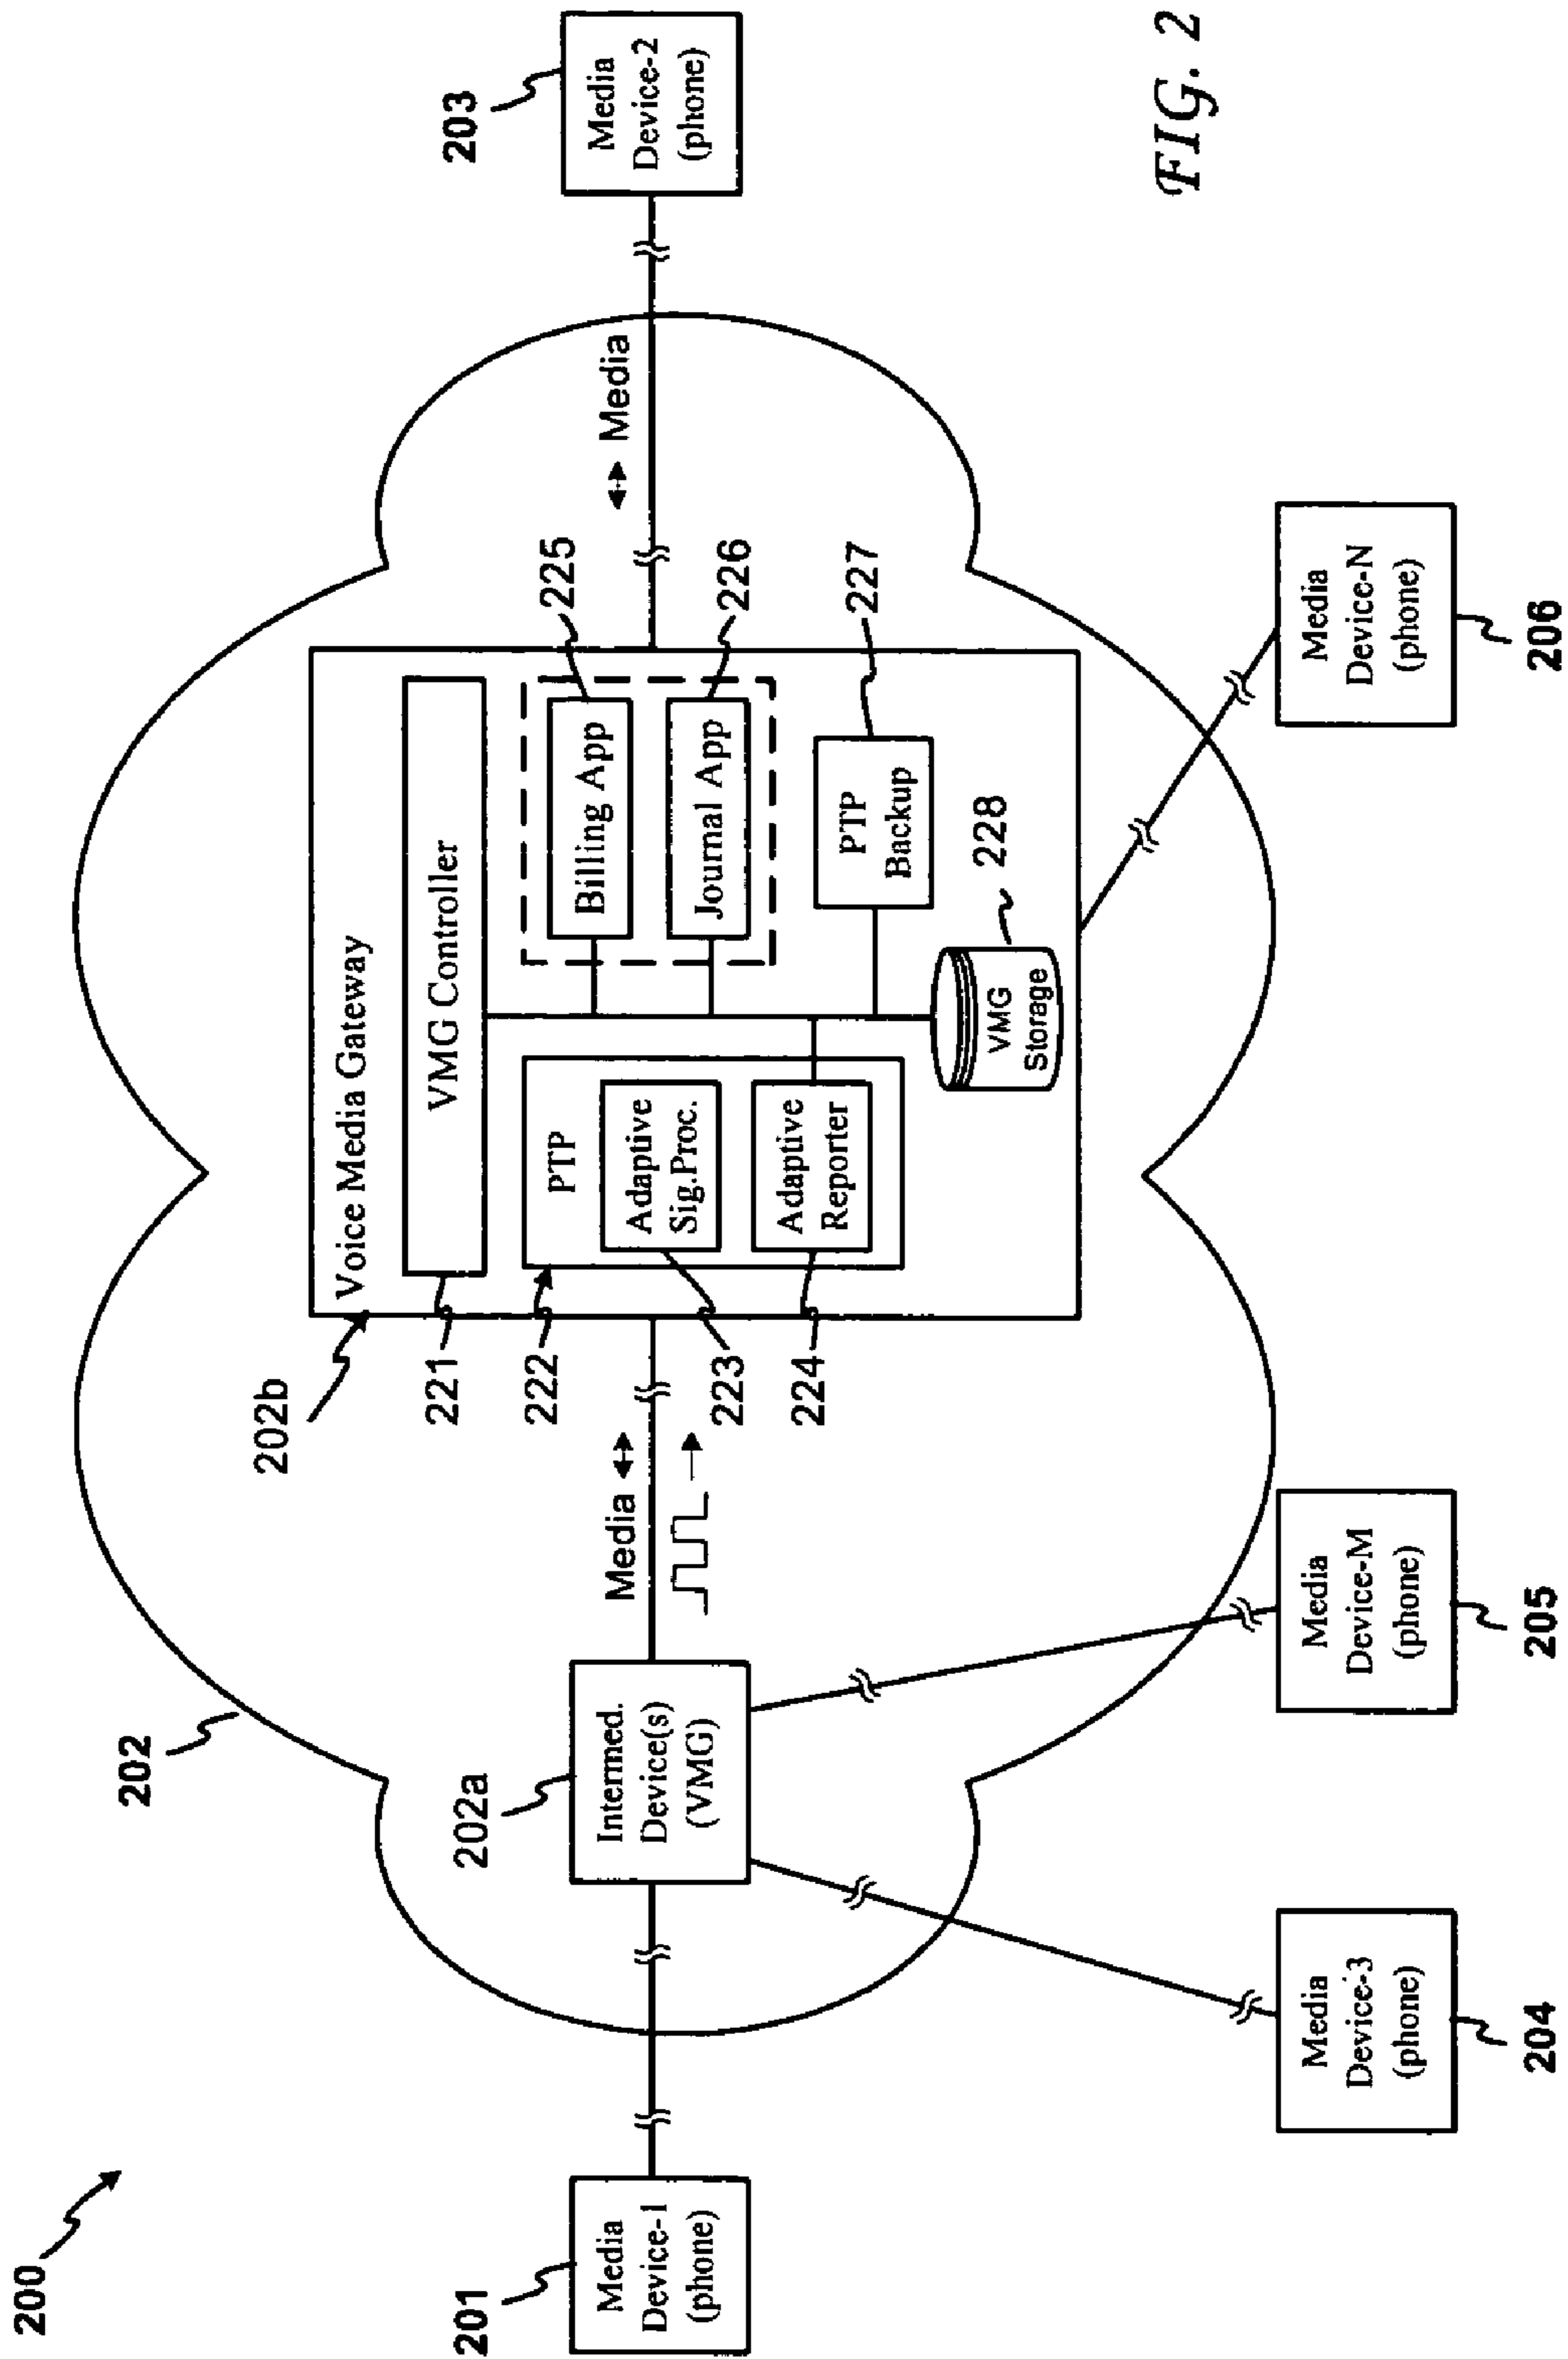 200
202
202a
202b
Voice Media Gateway
221
VMG Controller
222
PTP
223
Adaptive
Sig.Proc.
224
Adaptive
Reporter
Billing App
225
Journal App
226
PTP
Backup
227
VMG
Storage
228
201
Media
Device-1
(phone)
Intermed.
Device(s)
(VMG)
Media
Media
203
Media
Device-2
(phone)
Media
Device-3
(phone)
204
Media
Device-M
(phone)
205
Media
Device-N
(phone)
206
FIG. 2